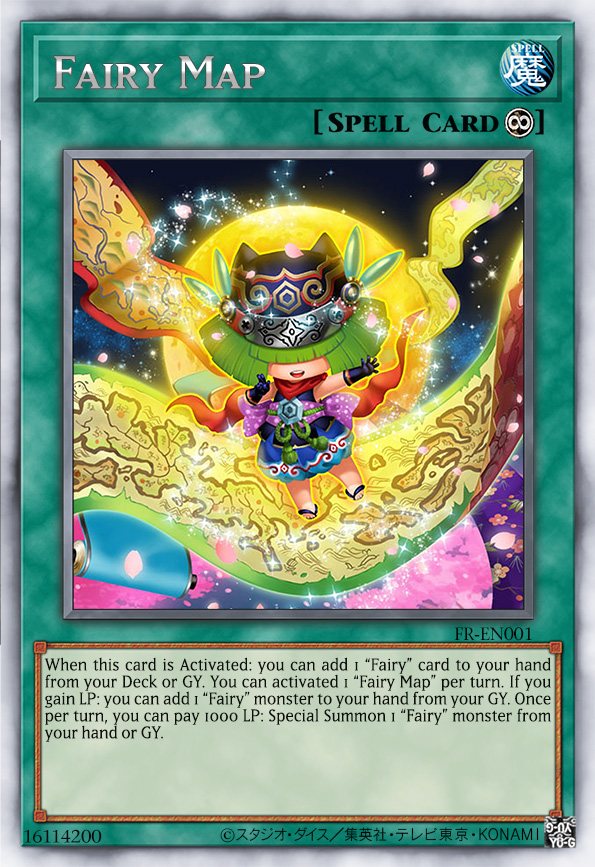 FAIRY MAP
SPELL
魔
[SPELL CARD]
FR-EN001
When this card is Activated: you can add 1 “Fairy” card to your hand
from your Deck or GY. You can activated 1 “Fairy Map” per turn. If you
gain LP: you can add 1 “Fairy” monster to your hand from your GY. Once
per turn, you can pay 1000 LP: Special Summon 1 “Fairy” monster from
your hand or GY.
16114200
©スタジオ・ダイス／集英社・テレビ東京・KONAMI
YU-G
YU-G